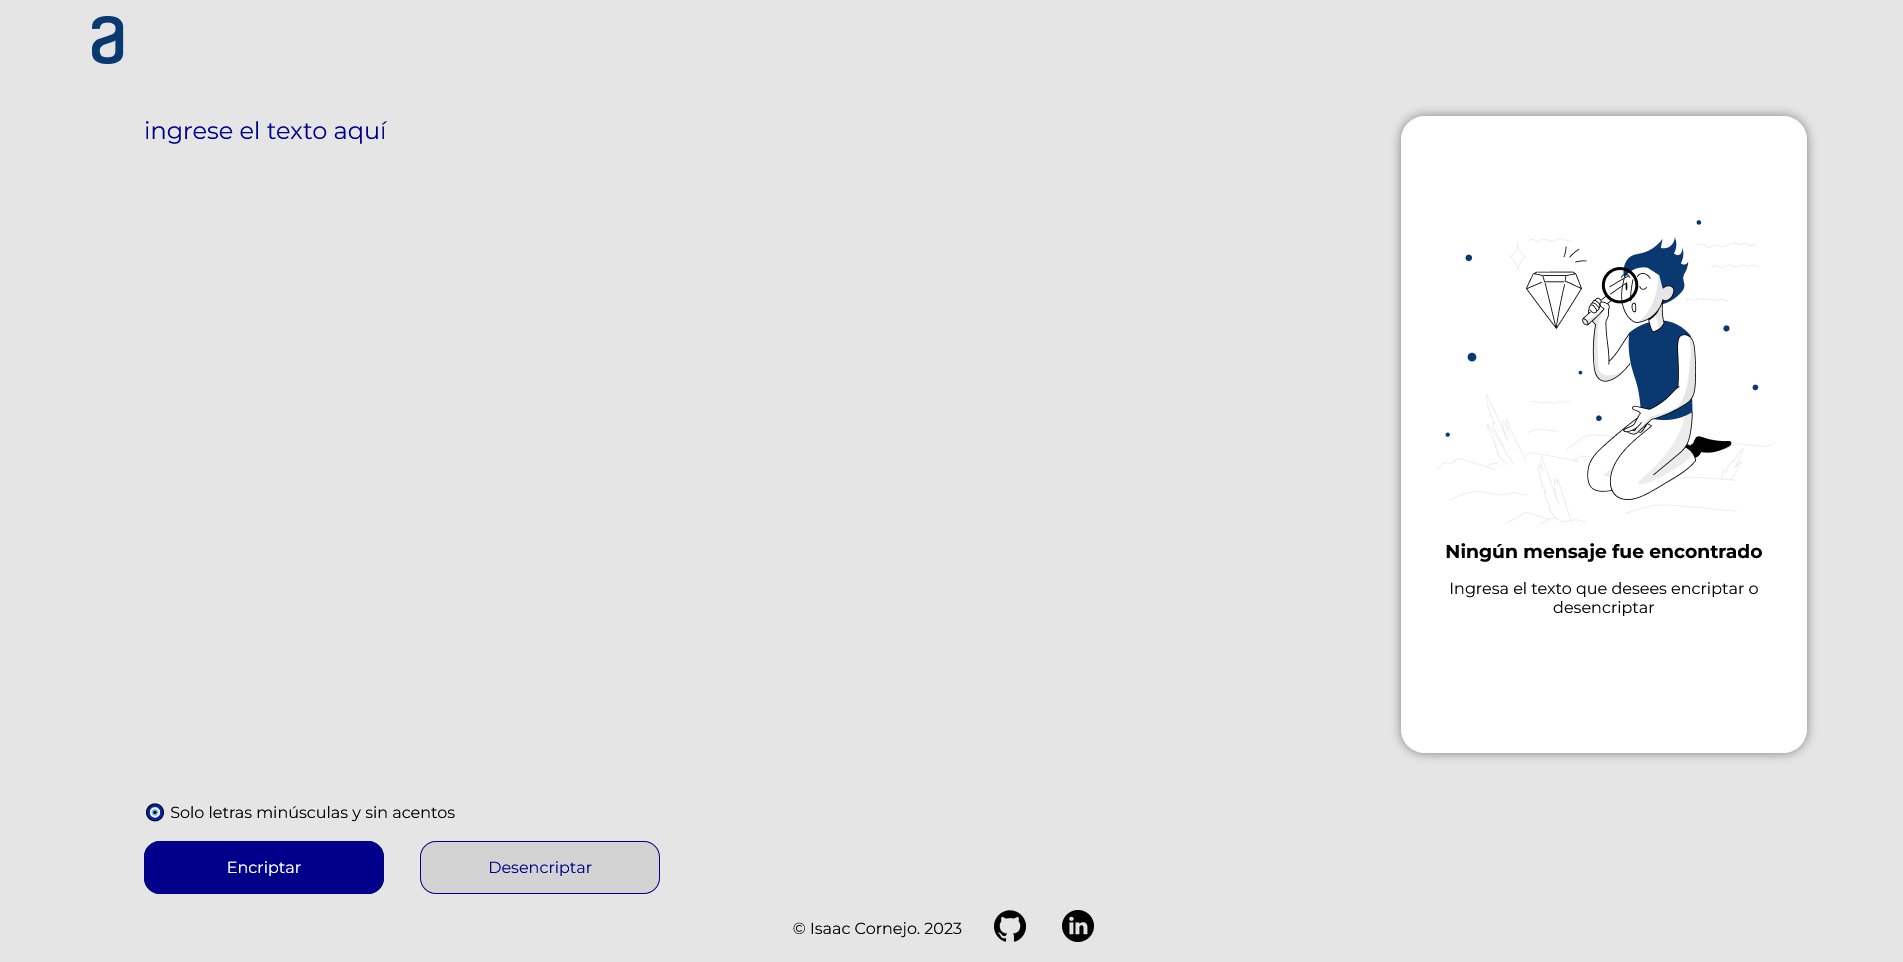 a
ingrese el texto aquí
Ningún mensaje fue encontrado
Ingresa el texto que desees encriptar o
desencriptar
Solo letras minúsculas y sin acentos
Encriptar
Desencriptar
© Isaac Cornejo. 2023
in